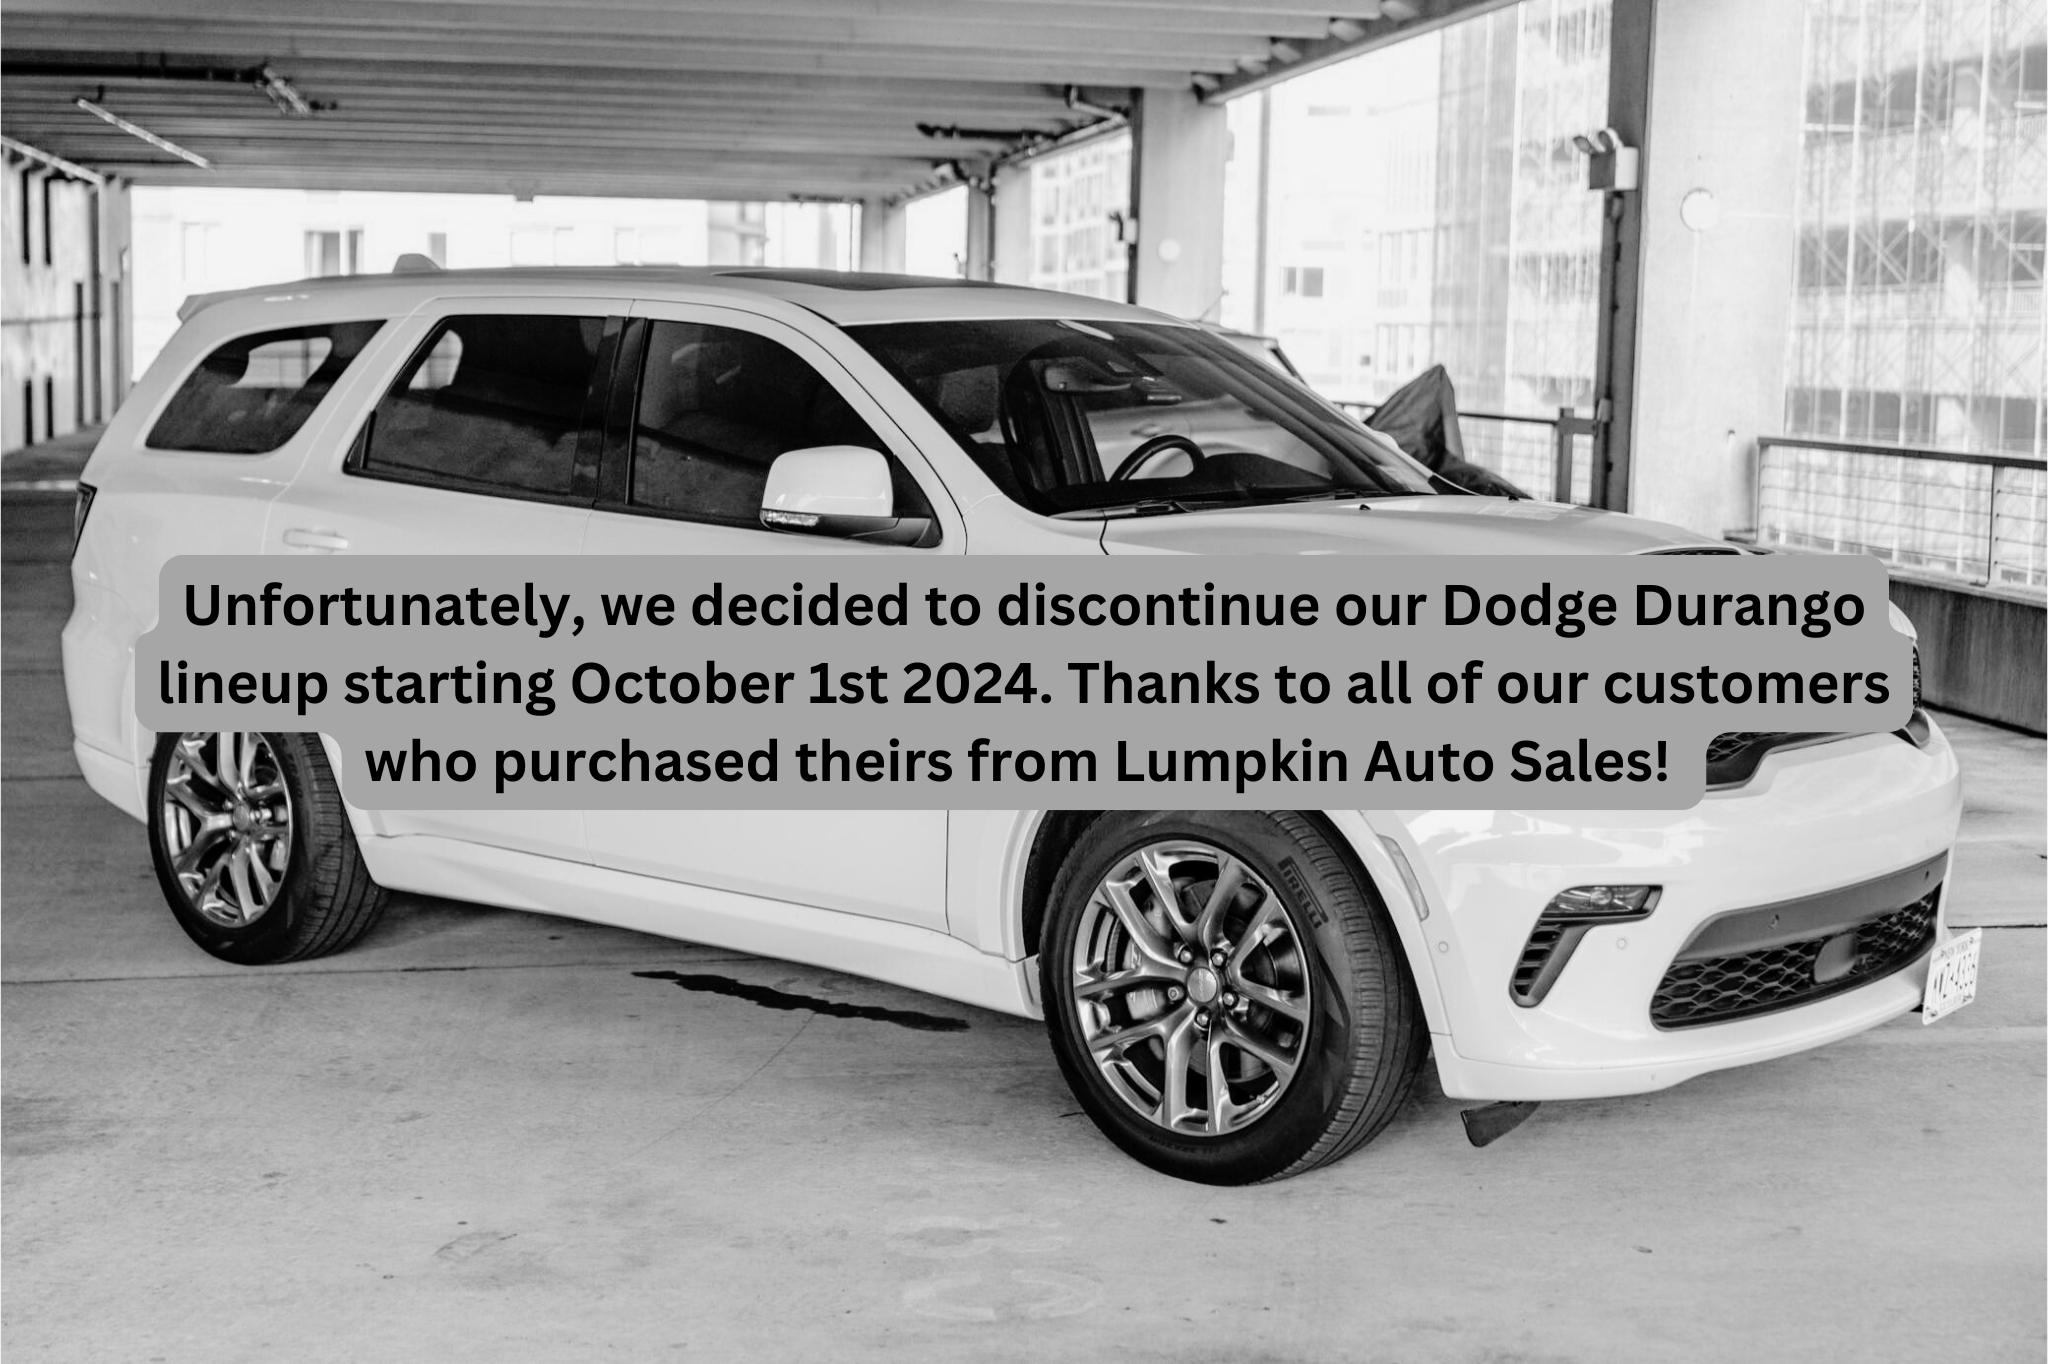 Unfortunately, we decided to discontinue our Dodge Durango
lineup starting October 1st 2024. Thanks to all of our customers
who purchased theirs from Lumpkin Auto Sales!
PIRELLI